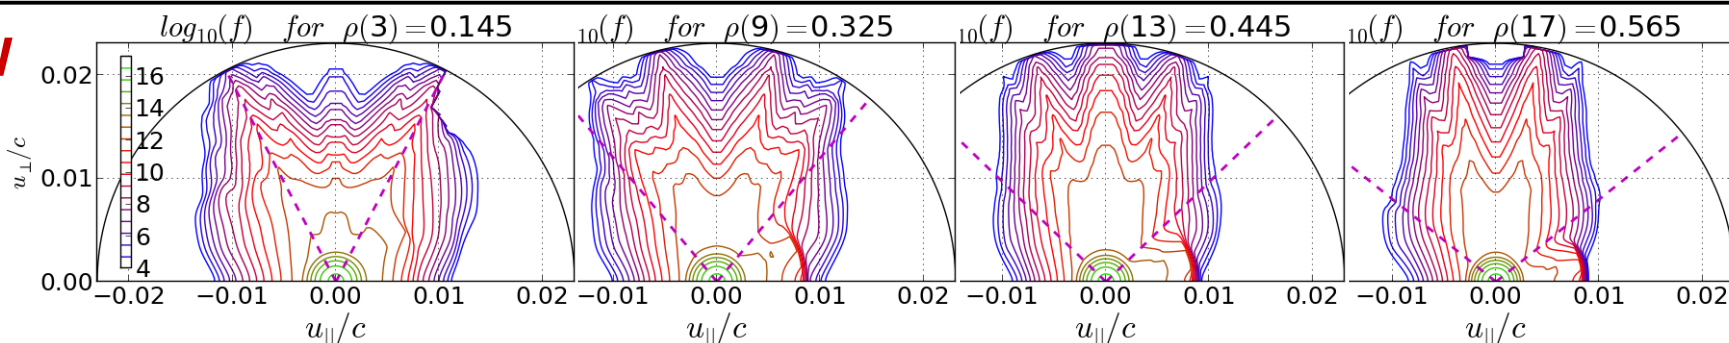 log₁₀(f) for ρ(3)=0.145
₁₀(f) for ρ(9)=0.325
₁₀(f) for ρ(13)=0.445
₁₀(f) for ρ(17)=0.565
u⊥/c
0.02
0.01
0.00
16
14
12
10
8
6
4
−0.02 −0.01 0.00 0.01 0.02
−0.01 0.00 0.01 0.02
−0.01 0.00 0.01 0.02
−0.01 0.00 0.01 0.02
u||/c
u||/c
u||/c
u||/c